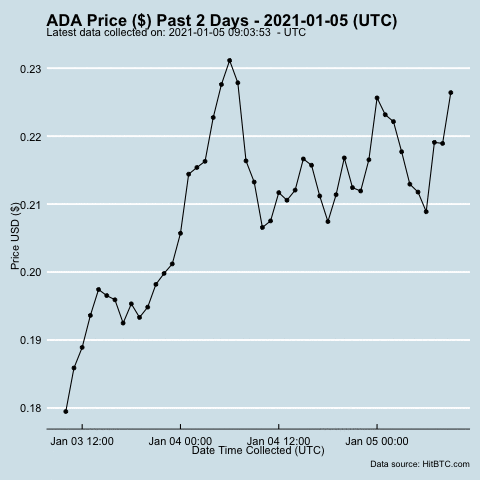 ADA Price ($) Past 2 Days - 2021-01-05 (UTC)
Latest data collected on: 2021-01-05 09:03:53 - UTC
0.23
0.22
0.21
0.20
0.19
0.18
Price USD ($)
Jan 03 12:00 Jan 04 00:00 Jan 04 12:00 Jan 05 00:00
Date Time Collected (UTC)
Data source: HitBTC.com